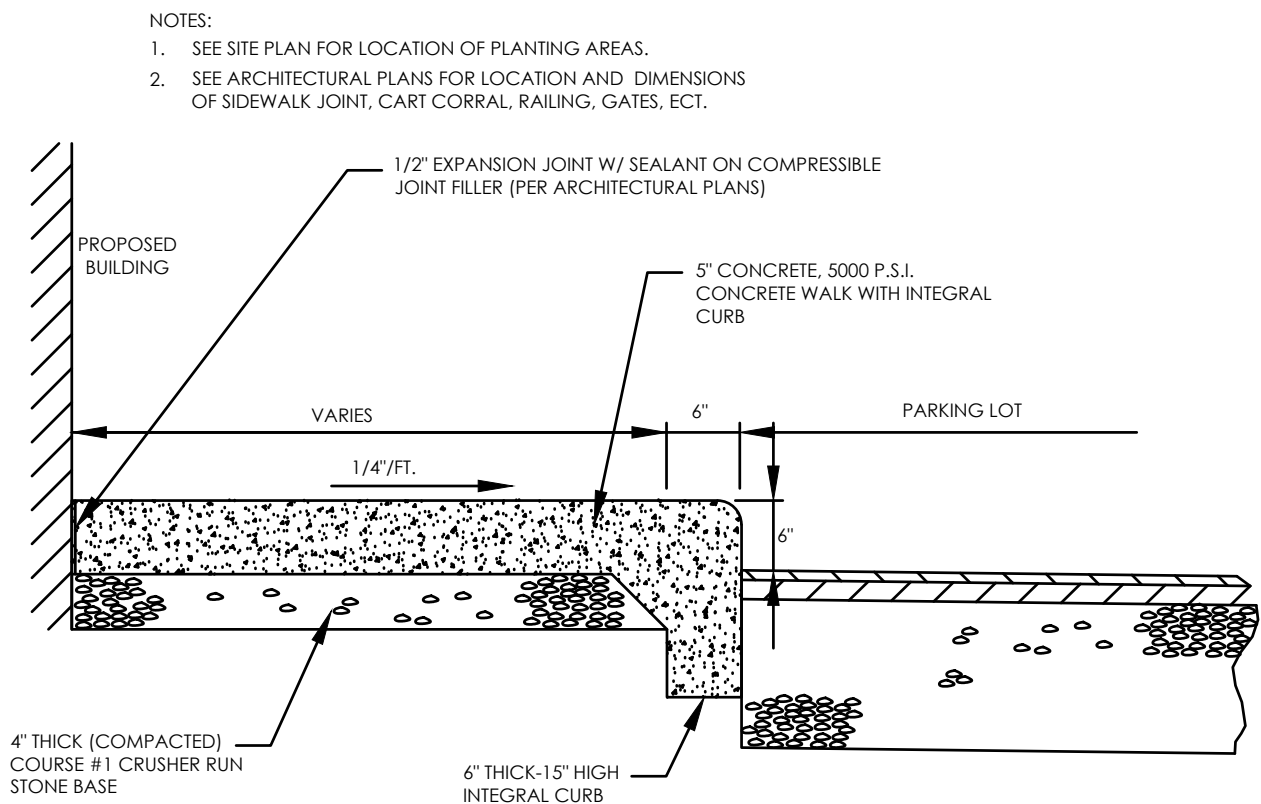 NOTES:
1. SEE SITE PLAN FOR LOCATION OF PLANTING AREAS.
2. SEE ARCHITECTURAL PLANS FOR LOCATION AND DIMENSIONS
OF SIDEWALK JOINT, CART CORRAL, RAILING, GATES, ECT.
1/2" EXPANSION JOINT W/ SEALANT ON COMPRESSIBLE
JOINT FILLER (PER ARCHITECTURAL PLANS)
PROPOSED
BUILDING
5" CONCRETE, 5000 P.S.I.
CONCRETE WALK WITH INTEGRAL
CURB
VARIES
6"
PARKING LOT
1/4"/FT.
6"
4" THICK (COMPACTED)
COURSE #1 CRUSHER RUN
STONE BASE
6" THICK-15" HIGH
INTEGRAL CURB